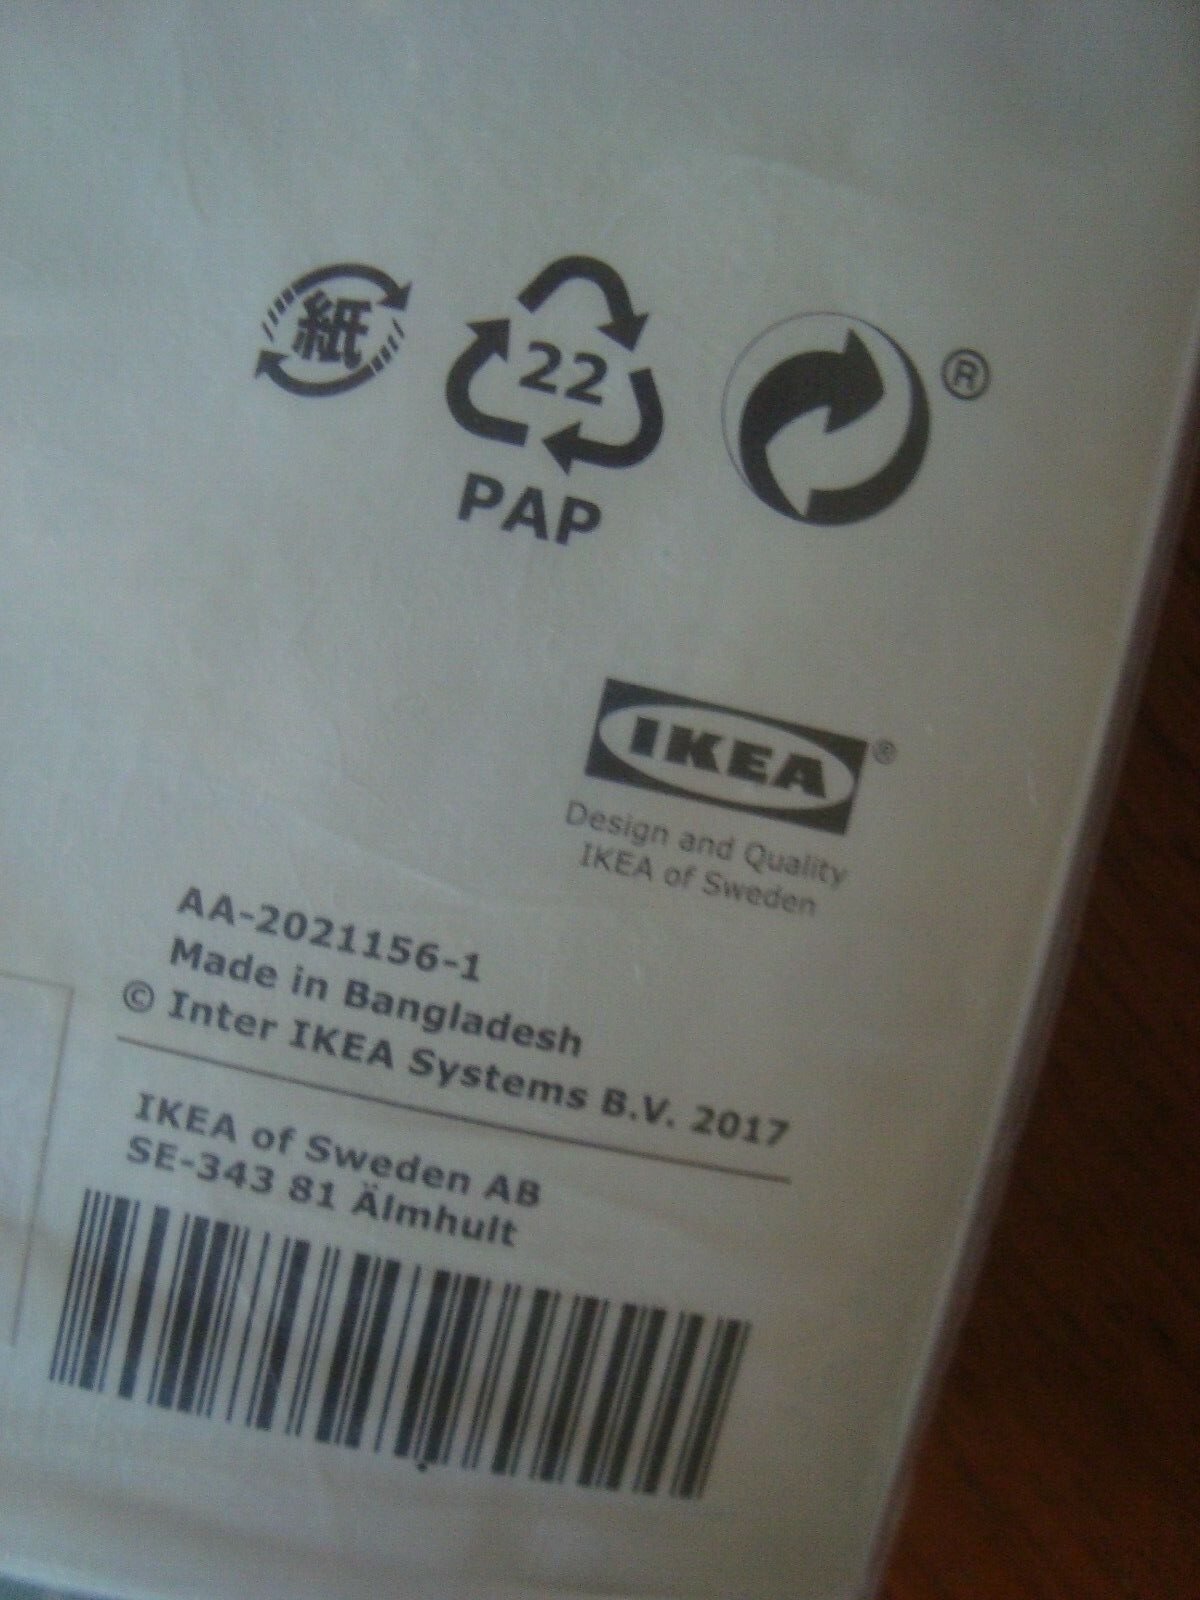 紙
22
PAP
®
IKEA ®
Design and Quality
IKEA of Sweden
AA-2021156-1
Made in Bangladesh
© Inter IKEA Systems B.V. 2017
IKEA of Sweden AB
SE-343 81 Älmhult